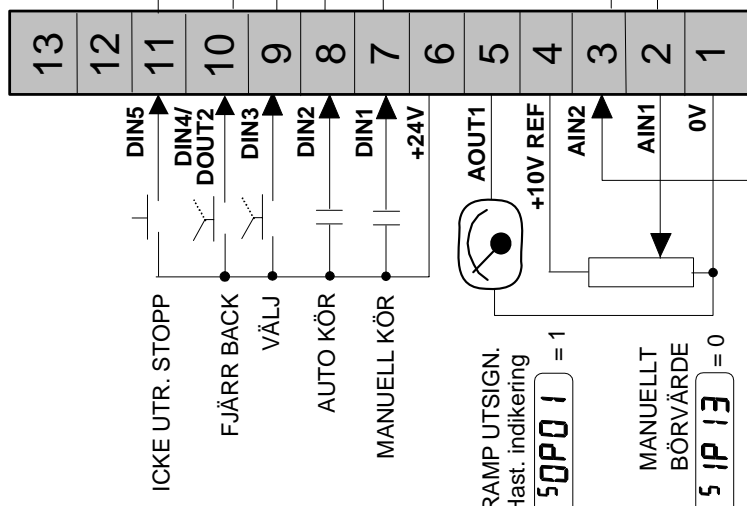 13
12
11
10
9
8
7
6
5
4
3
2
1
DIN5
DIN4/
DOUT2
DIN3
DIN2
DIN1
+24V
AOUT1
+10V REF
AIN2
AIN1
0V
ICKE UTR. STOPP
FJÄRR BACK
VÄLJ
AUTO KÖR
MANUELL KÖR
RAMP UTSIGN.
Hast. indikering
SOP01 = 1
MANUELLT
BÖRVÄRDE
SIP13 = 0